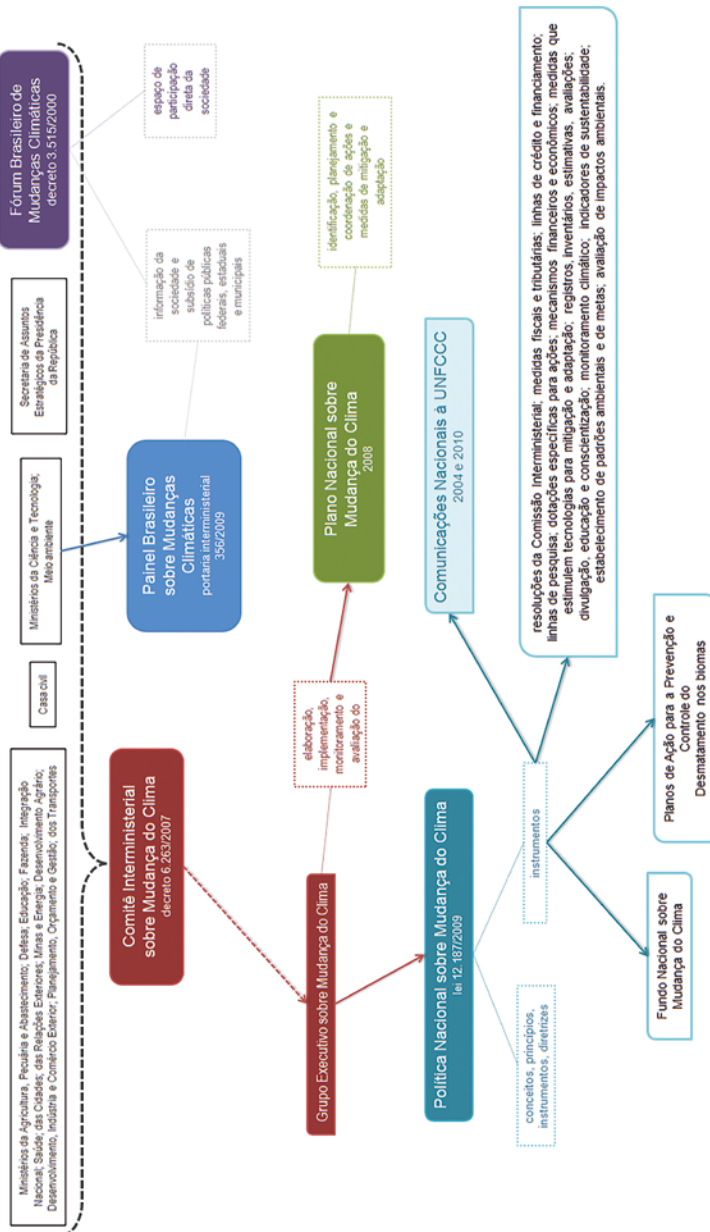 Ministérios da Agricultura, Pecuária e Abastecimento; Defesa; Educação; Fazenda; Integração
Nacional; Saúde; das Cidades; das Relações Exteriores; Minas e Energia; Desenvolvimento Agrário;
Desenvolvimento, Indústria e Comércio Exterior; Planejamento, Orçamento e Gestão; dos Transportes
Casa civil
Ministérios da Ciência e Tecnologia;
Meio ambiente
Secretaria de Assuntos
Estratégicos da Presidência
da República
Fórum Brasileiro de
Mudanças Climáticas
decreto 3.515/2000
Comitê Interministerial
sobre Mudança do Clima
decreto 6.263/2007
Painel Brasileiro
sobre Mudanças
Climáticas
portaria interministerial
356/2009
informação da
sociedade e
subsídio de
políticas públicas
federais, estaduais
e municipais
espaço de
participação
direta da
sociedade
Grupo Executivo sobre Mudança do Clima
elaboração,
implementação,
monitoramento e
avaliação do
Plano Nacional sobre
Mudança do Clima
2008
identificação, planejamento e
coordenação de ações e
medidas de mitigação e
adaptação
Política Nacional sobre Mudança do Clima
lei 12.187/2009
Comunicações Nacionais à UNFCCC
2004 e 2010
conceitos, princípios,
instrumentos, diretrizes
instrumentos
resoluções da Comissão Interministerial; medidas fiscais e tributárias; linhas de crédito e financiamento;
linhas de pesquisa; dotações específicas para ações; mecanismos financeiros e econômicos; medidas que
estimulem tecnologias para mitigação e adaptação; registros, inventários, estimativas, avaliações;
divulgação, educação e conscientização; monitoramento climático; indicadores de sustentabilidade;
estabelecimento de padrões ambientais e de metas; avaliação de impactos ambientais.
Fundo Nacional sobre
Mudança do Clima
Planos de Ação para a Prevenção e
Controle do
Desmatamento nos biomas